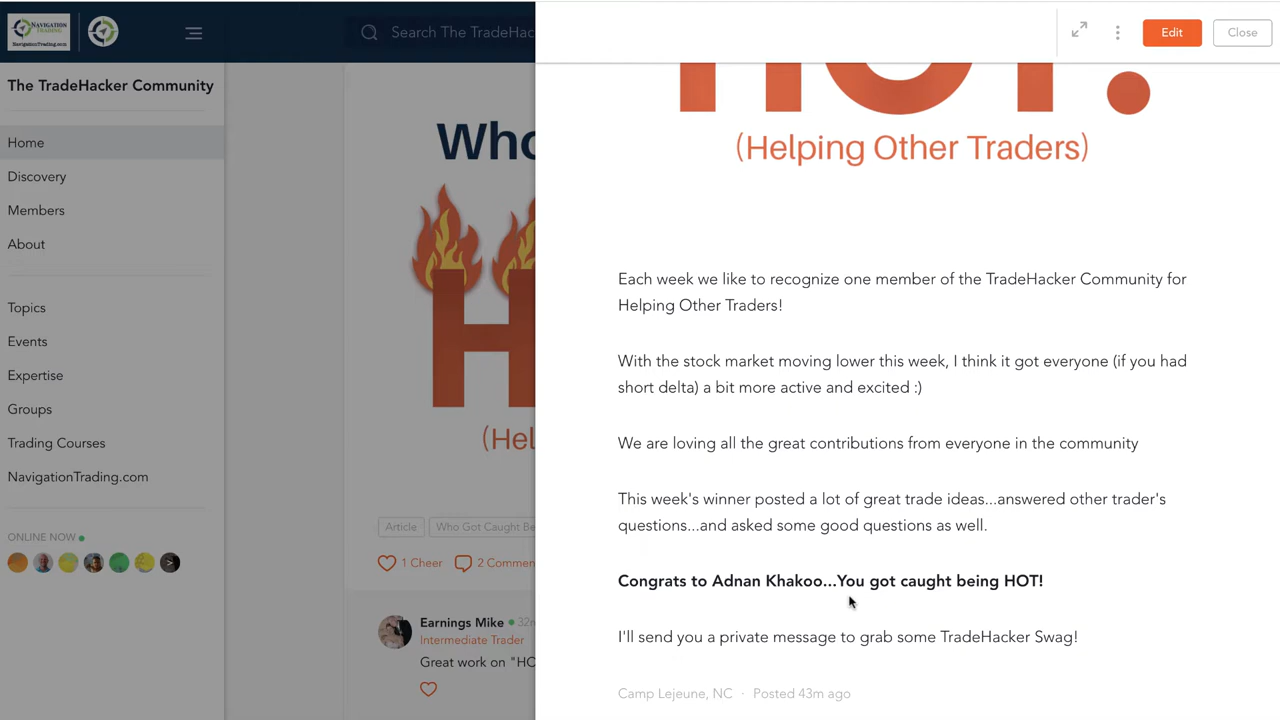 NAVIGATION
TRADING
NavigationTrading.com
Search The TradeHac
Edit
Close
The TradeHacker Community
Home
Discovery
Members
About
Topics
Events
Expertise
Groups
Trading Courses
NavigationTrading.com
ONLINE NOW
Who
H
(Hel
Article
Who Got Caught Be
1 Cheer
2 Commen
Earnings Mike
32m
Intermediate Trader
Great work on "HO
HOT!
(Helping Other Traders)
Each week we like to recognize one member of the TradeHacker Community for
Helping Other Traders!
With the stock market moving lower this week, I think it got everyone (if you had
short delta) a bit more active and excited :)
We are loving all the great contributions from everyone in the community
This week's winner posted a lot of great trade ideas...answered other trader's
questions...and asked some good questions as well.
Congrats to Adnan Khakoo...You got caught being HOT!
I'll send you a private message to grab some TradeHacker Swag!
Camp Lejeune, NC · Posted 43m ago